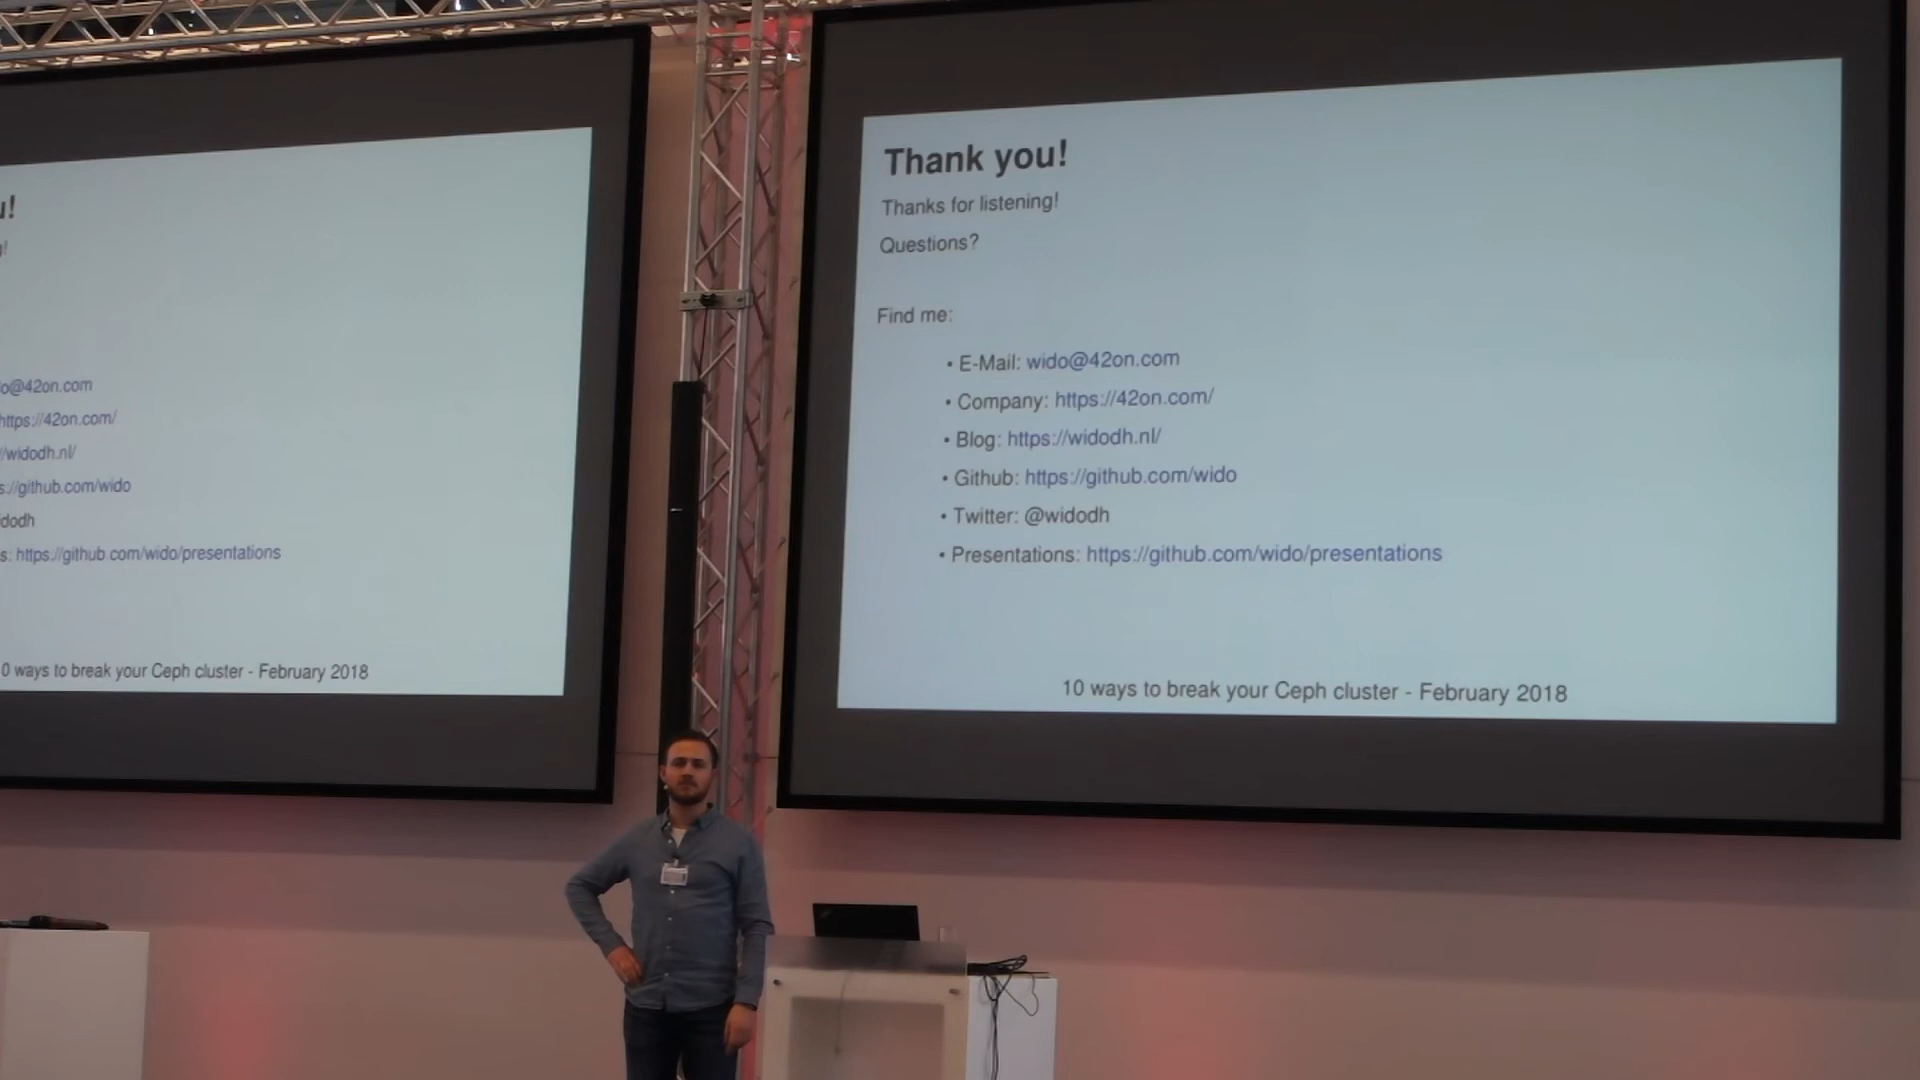 u!
g!
o@42on.com
https://42on.com/
/widodh.nl/
s://github.com/wido
dodh
s: https://github.com/wido/presentations
0 ways to break your Ceph cluster - February 2018
Thank you!
Thanks for listening!
Questions?
Find me:
• E-Mail: wido@42on.com
• Company: https://42on.com/
• Blog: https://widodh.nl/
• Github: https://github.com/wido
• Twitter: @widodh
• Presentations: https://github.com/wido/presentations
10 ways to break your Ceph cluster - February 2018